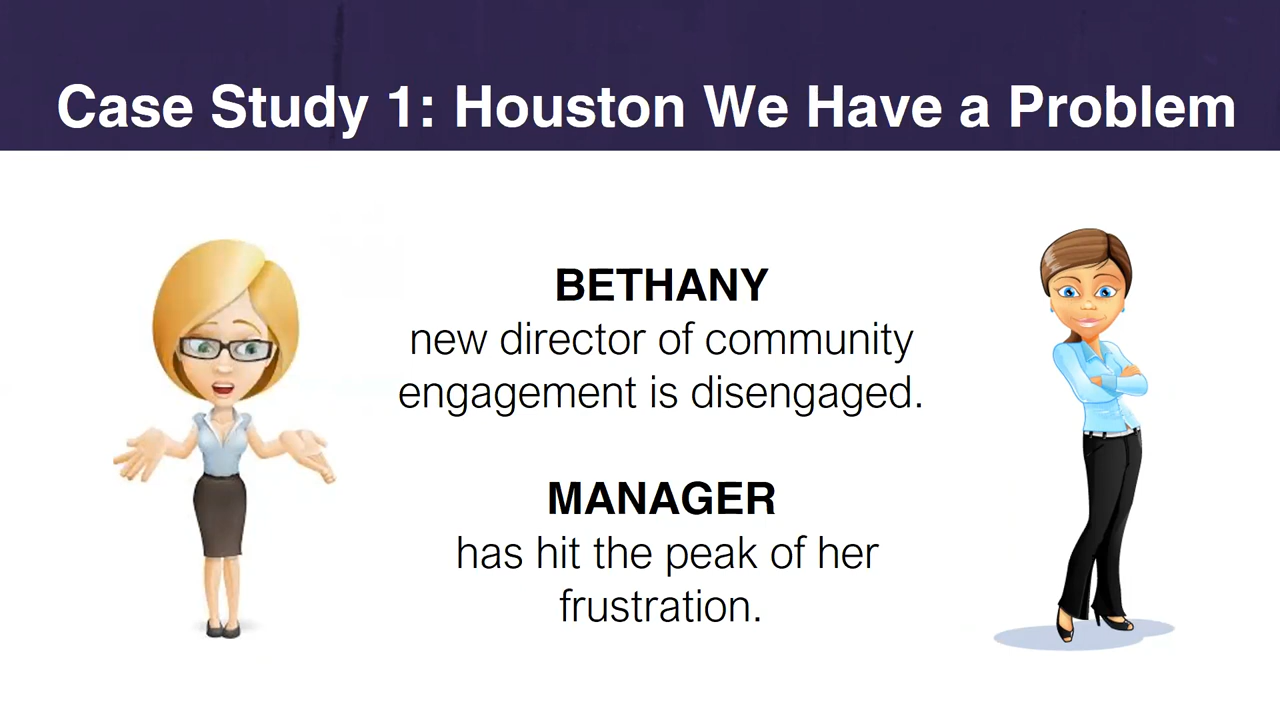 Case Study 1: Houston We Have a Problem
BETHANY
new director of community
engagement is disengaged.
MANAGER
has hit the peak of her
frustration.